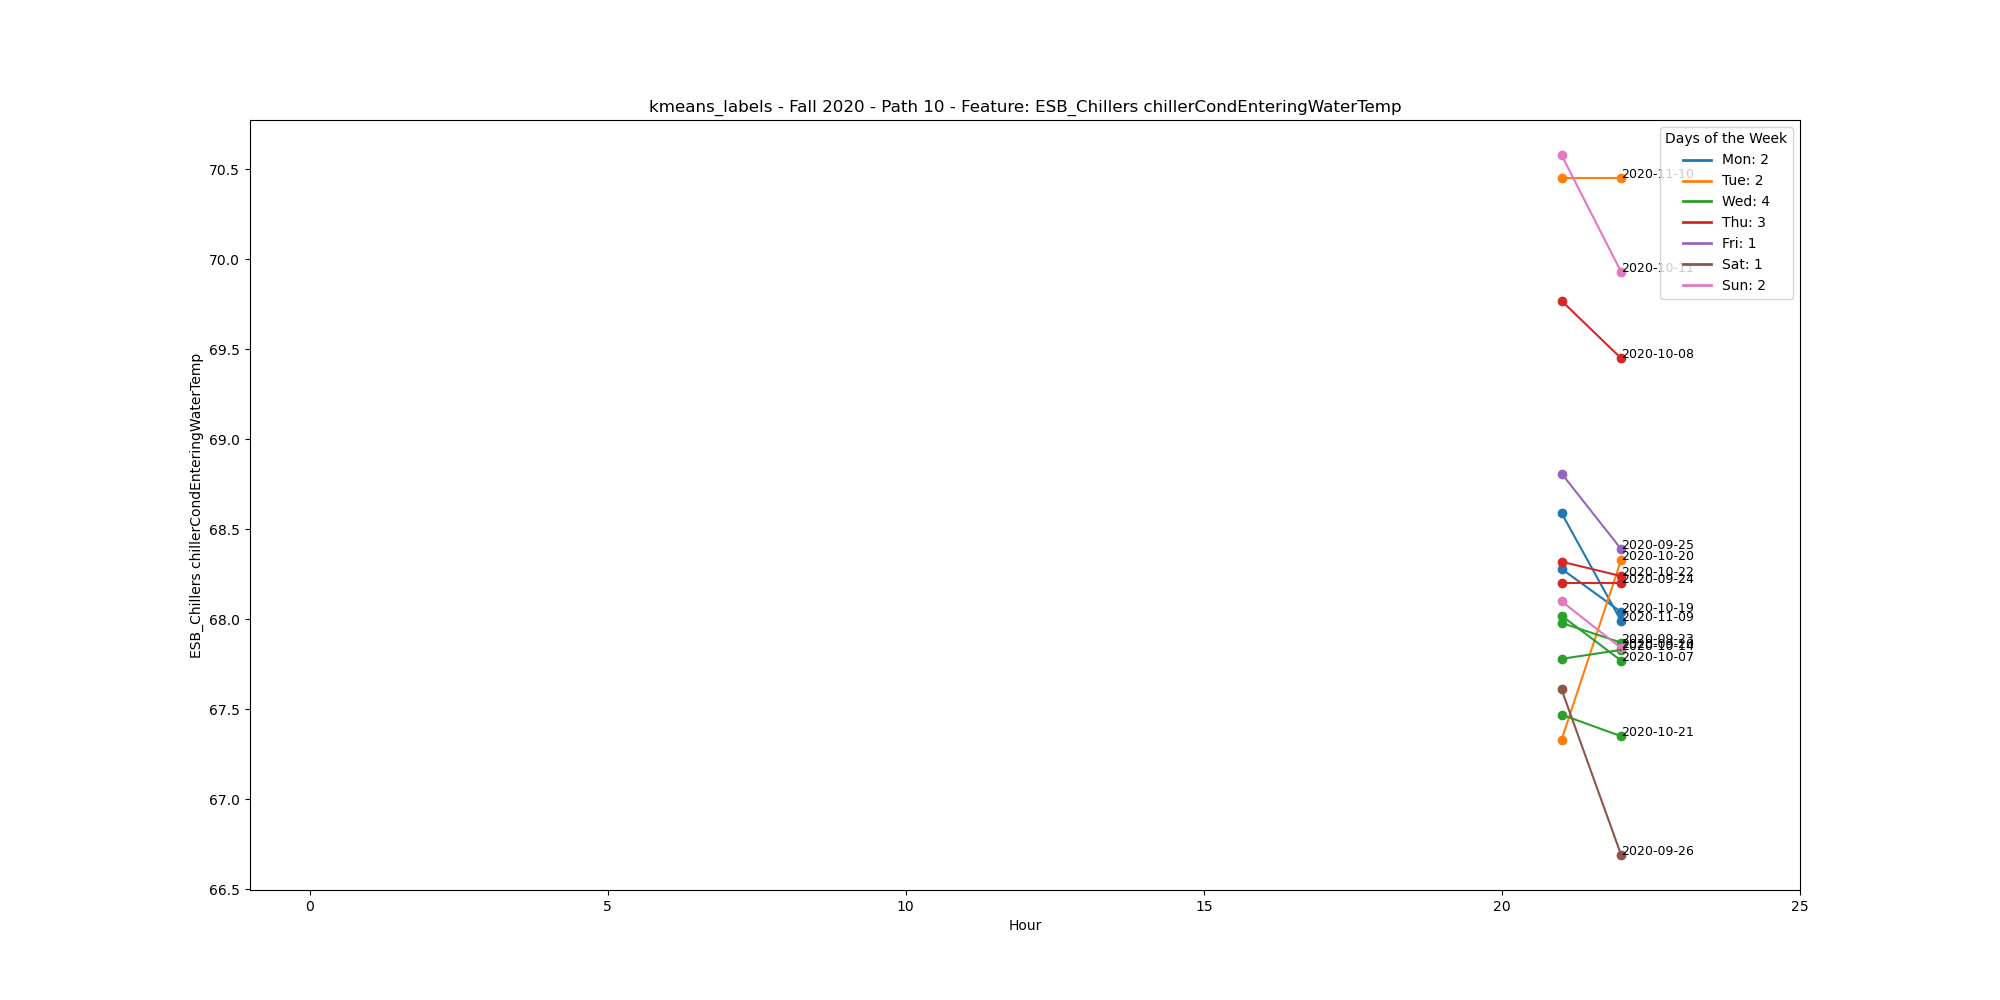 kmeans_labels - Fall 2020 - Path 10 - Feature: ESB_Chillers chillerCondEnteringWaterTemp
Days of the Week
Mon: 2
Tue: 2
Wed: 4
Thu: 3
Fri: 1
Sat: 1
Sun: 2
70.5
70.0
69.5
69.0
68.5
68.0
67.5
67.0
66.5
ESB_Chillers chillerCondEnteringWaterTemp
2020-11-10
2020-10-11
2020-10-08
2020-09-25
2020-10-20
2020-10-22
2020-09-24
2020-10-19
2020-11-09
2020-09-23
2020-10-14
2020-10-07
2020-10-21
2020-09-26
0
5
10
15
20
25
Hour